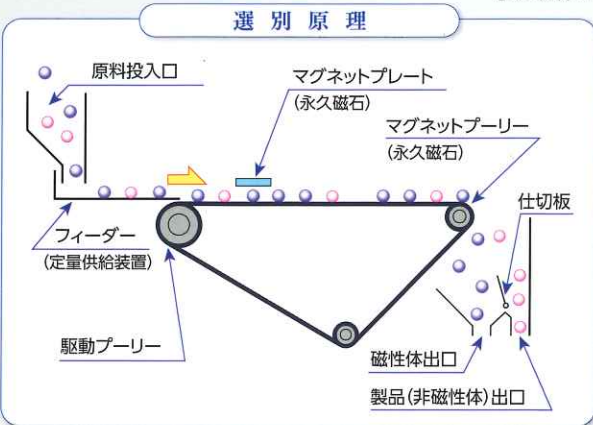 選別原理
原料投入口
マグネットプレート
(永久磁石)
マグネットプーリー
(永久磁石)
仕切板
フィーダー
(定量供給装置)
駆動プーリー
磁性体出口
製品(非磁性体)出口